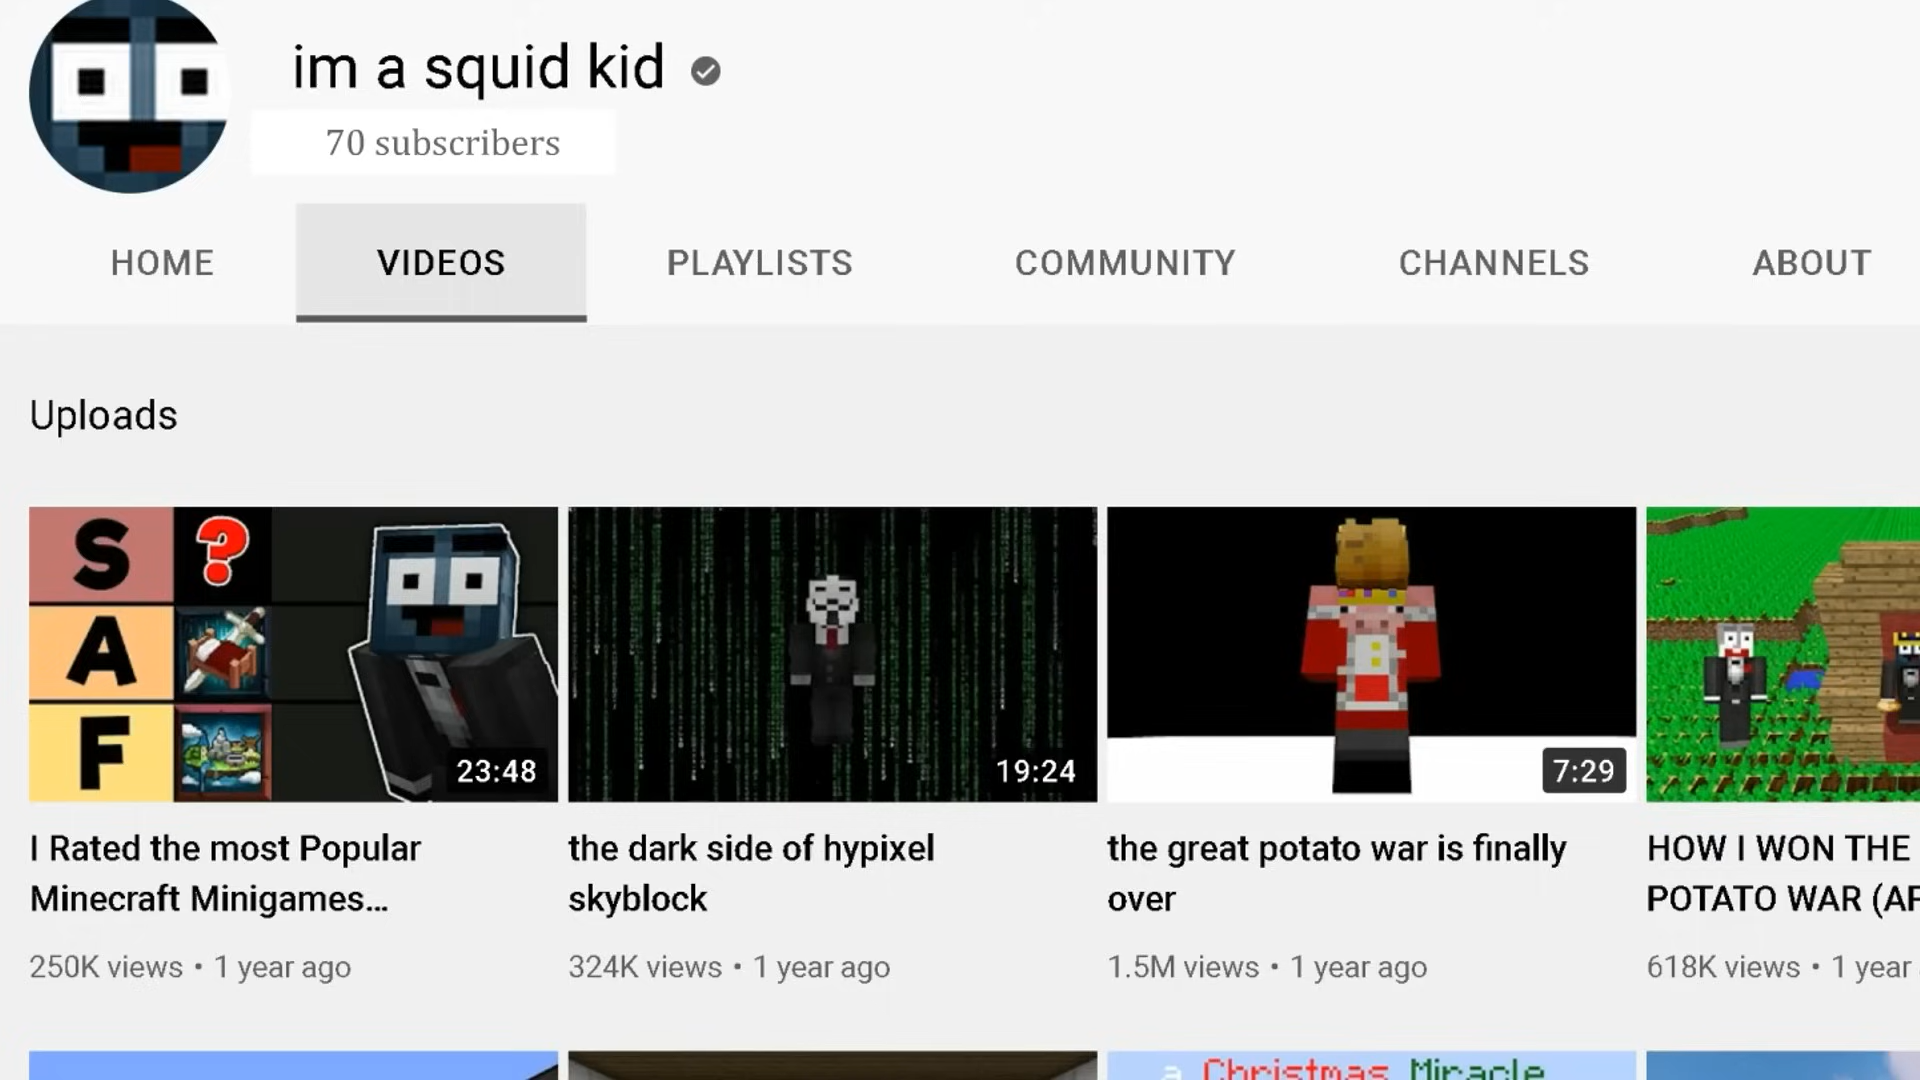 im a squid kid
70 subscribers
HOME VIDEOS PLAYLISTS COMMUNITY CHANNELS ABOUT
Uploads
S ?
A
F
23:48
19:24
7:29
I Rated the most Popular
Minecraft Minigames...
250K views • 1 year ago
the dark side of hypixel
skyblock
324K views • 1 year ago
the great potato war is finally
over
1.5M views • 1 year ago
HOW I WON THE
POTATO WAR (AP
618K views • 1 year
a Christmas Miracle